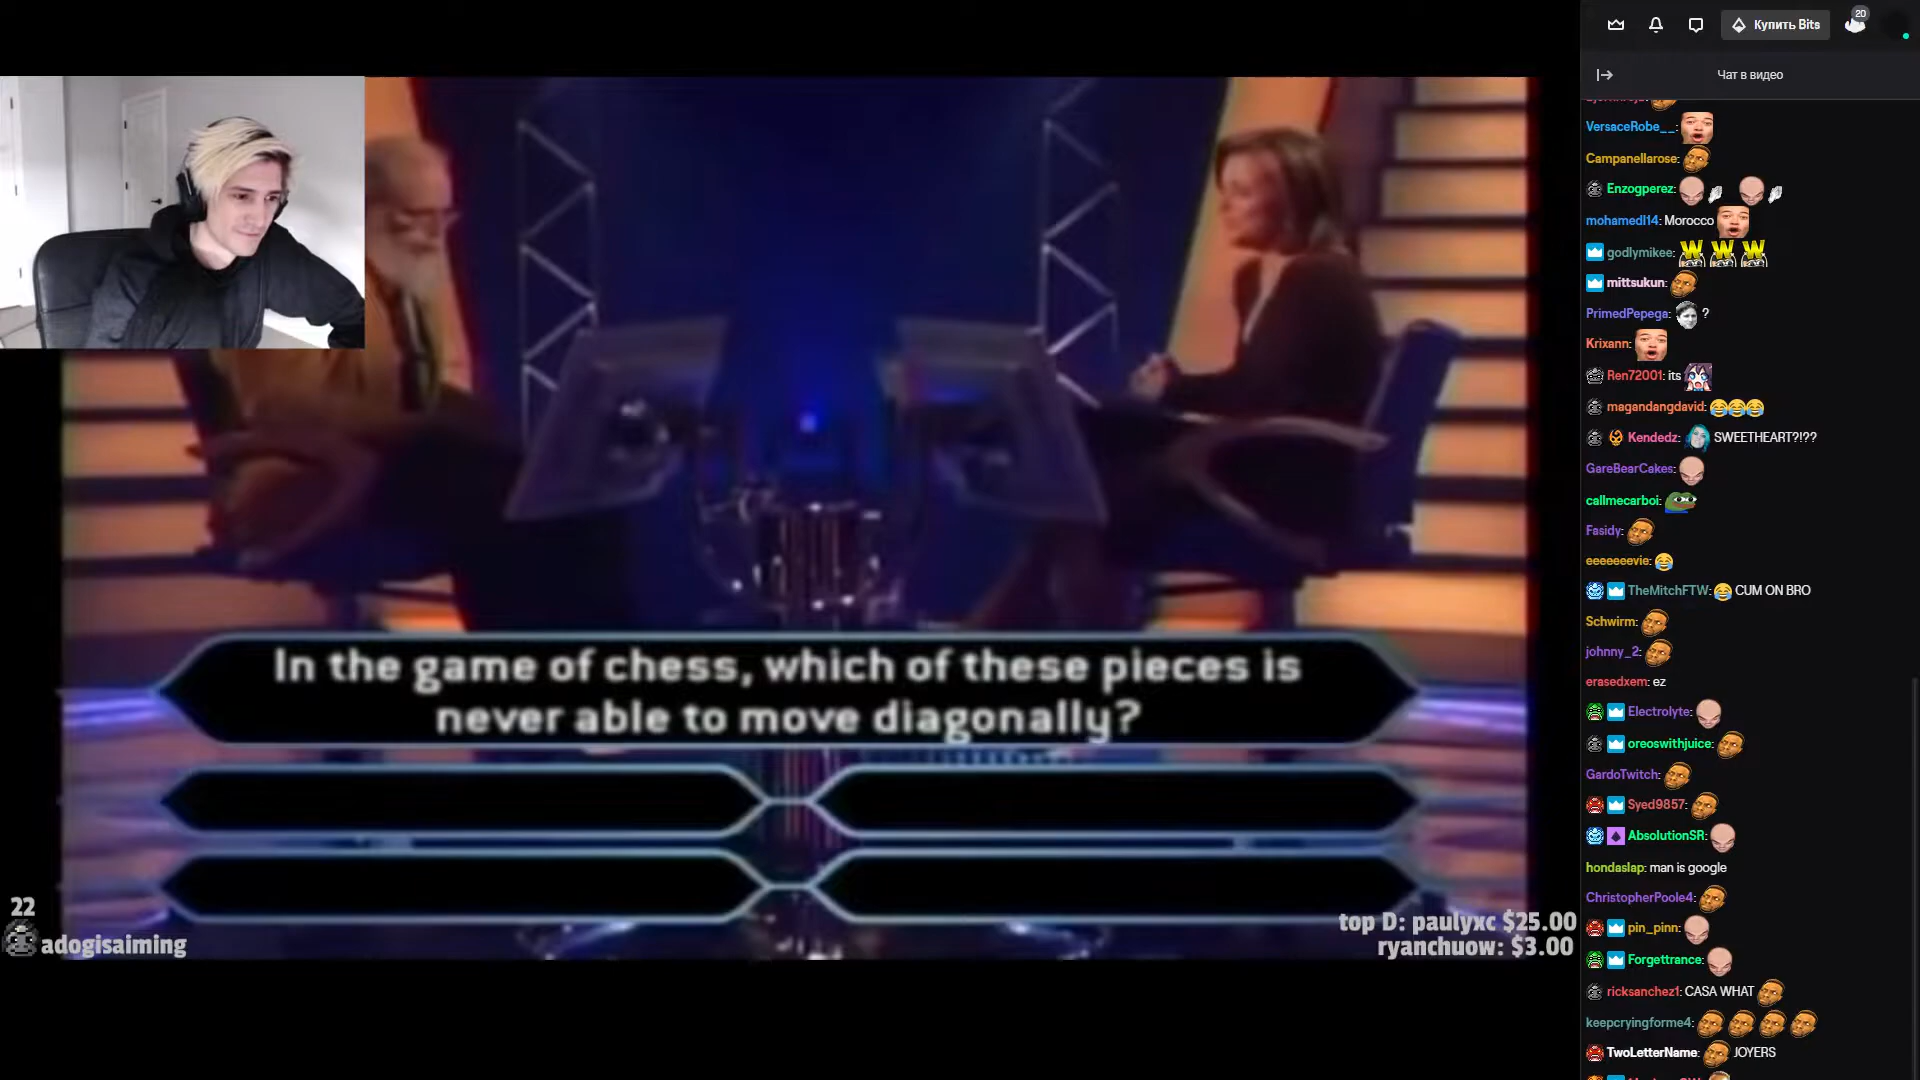 In the game of chess, which of these pieces is
never able to move diagonally?
22
adogisaiming
top D: paulyxc $25.00
ryanchuow: $3.00
20
Купить Bits
Чат в видео
VersaceRobe__:
Campanellarose:
Enzogperez:
mohamedl14: Morocco
godlymikee: W W W
mittsukun:
PrimedPepega: ?
Krixann:
Ren72001: its
magandangdavid:
Kendedz: SWEETHEART?!??
GareBearCakes:
callmecarboi:
Fasidy:
eeeeeeevie:
TheMitchFTW: CUM ON BRO
Schwirm:
johnny_2:
erasedxem: ez
Electrolyte:
oreoswithjuice:
GardoTwitch:
Syed9857:
AbsolutionSR:
hondaslap: man is google
ChristopherPoole4:
pin_pinn:
Forgettrance:
ricksanchez1: CASA WHAT
keepcryingforme4:
TwoLetterName: JOYERS